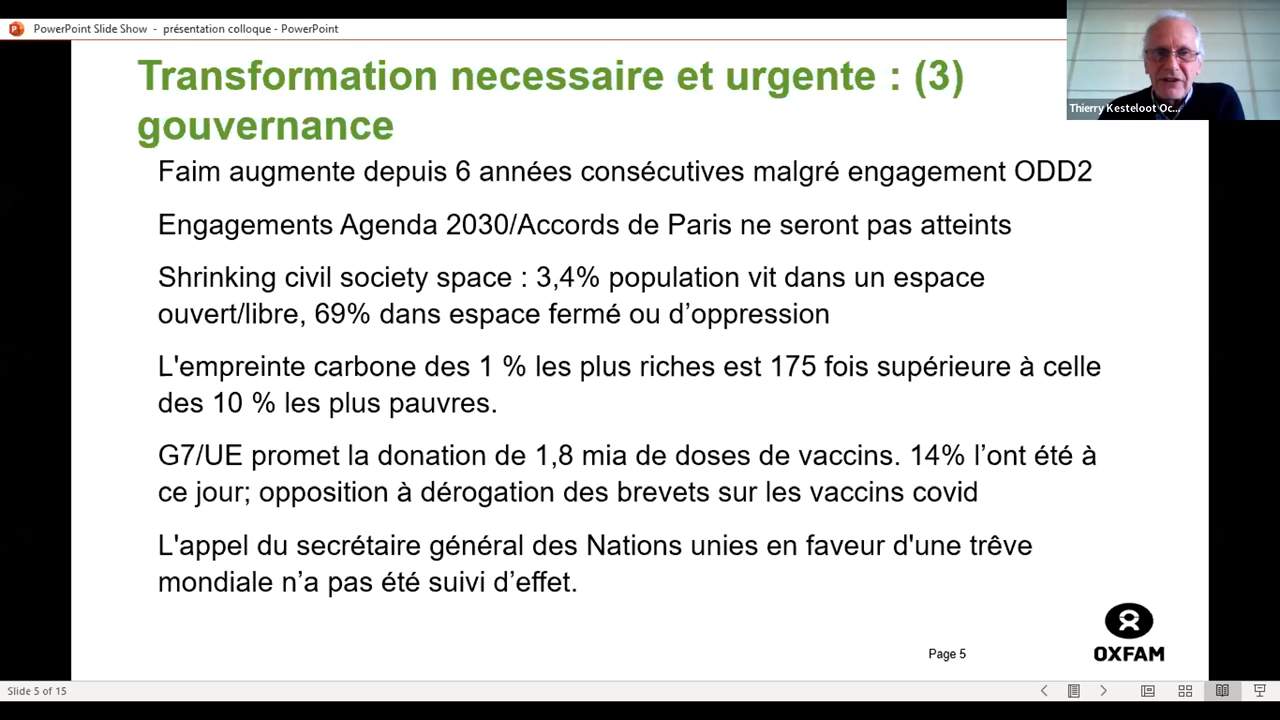 PowerPoint Slide Show - présentation colloque - PowerPoint
Transformation necessaire et urgente : (3)
gouvernance
Thierry Kesteloot Oc...
Faim augmente depuis 6 années consécutives malgré engagement ODD2
Engagements Agenda 2030/Accords de Paris ne seront pas atteints
Shrinking civil society space : 3,4% population vit dans un espace
ouvert/libre, 69% dans espace fermé ou d’oppression
L'empreinte carbone des 1 % les plus riches est 175 fois supérieure à celle
des 10 % les plus pauvres.
G7/UE promet la donation de 1,8 mia de doses de vaccins. 14% l’ont été à
ce jour; opposition à dérogation des brevets sur les vaccins covid
L'appel du secrétaire général des Nations unies en faveur d'une trêve
mondiale n’a pas été suivi d’effet.
Page 5
OXFAM
Slide 5 of 15